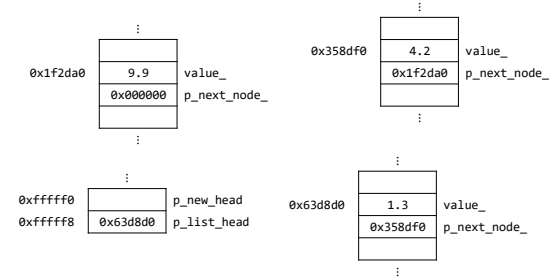 0x1f2da0 9.9 value_
0x000000 p_next_node_
0x358df0 4.2 value_
0x1f2da0 p_next_node_
0xfffff0 p_new_head
0xfffff8 0x63d8d0 p_list_head
0x63d8d0 1.3 value_
0x358df0 p_next_node_